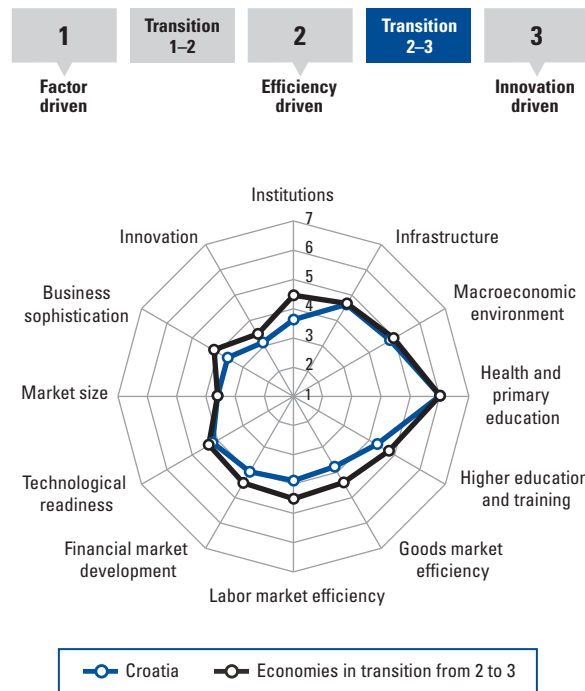 1
Transition
1–2
2
Transition
2–3
3
Factor
driven
Efficiency
driven
Innovation
driven
Institutions
7
Innovation
Infrastructure
6
5
Business
sophistication
Macroeconomic
environment
4
3
2
Market size
1
Health and
primary
education
Technological
readiness
Higher education
and training
Financial market
development
Goods market
efficiency
Labor market efficiency
Croatia
Economies in transition from 2 to 3